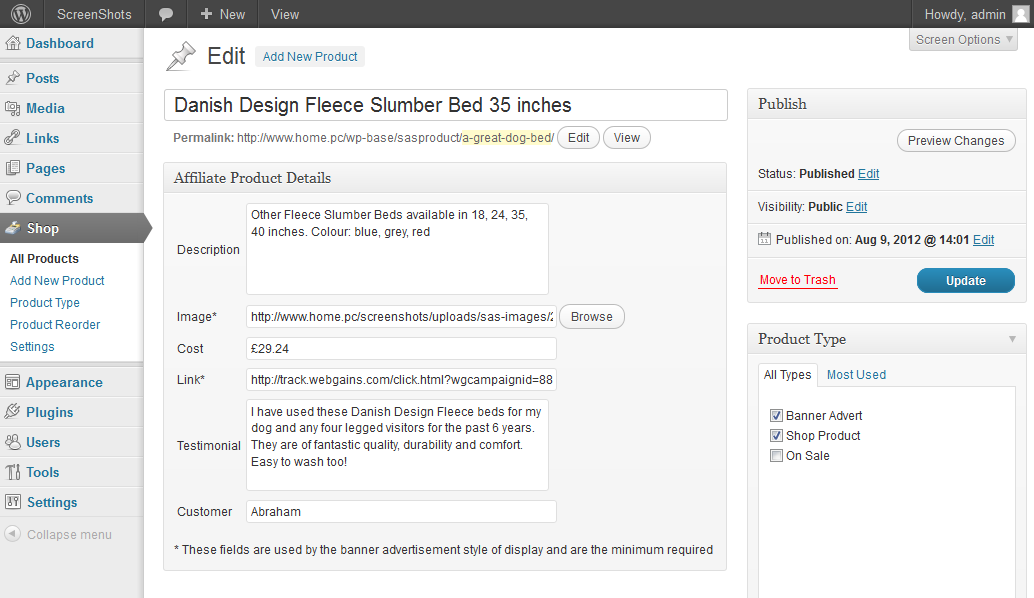 ScreenShots
New
View
Howdy, admin
Screen Options
Dashboard
Posts
Media
Links
Pages
Comments
Shop
All Products
Add New Product
Product Type
Product Reorder
Settings
Appearance
Plugins
Users
Tools
Settings
Collapse menu
Edit
Add New Product
Danish Design Fleece Slumber Bed 35 inches
Permalink: http://www.home.pc/wp-base/sasproduct/a-great-dog-bed/ Edit View
Affiliate Product Details
Description
Other Fleece Slumber Beds available in 18, 24, 35,
40 inches. Colour: blue, grey, red
Image*
http://www.home.pc/screenshots/uploads/sas-images/2
Browse
Cost
£29.24
Link*
http://track.webgains.com/click.html?wgcampaignid=88
Testimonial
I have used these Danish Design Fleece beds for my
dog and any four legged visitors for the past 6 years.
They are of fantastic quality, durability and comfort.
Easy to wash too!
Customer
Abraham
* These fields are used by the banner advertisement style of display and are the minimum required
Publish
Preview Changes
Status: Published Edit
Visibility: Public Edit
11
Published on: Aug 9, 2012 @ 14:01 Edit
Move to Trash
Update
Product Type
All Types
Most Used
Banner Advert
Shop Product
On Sale